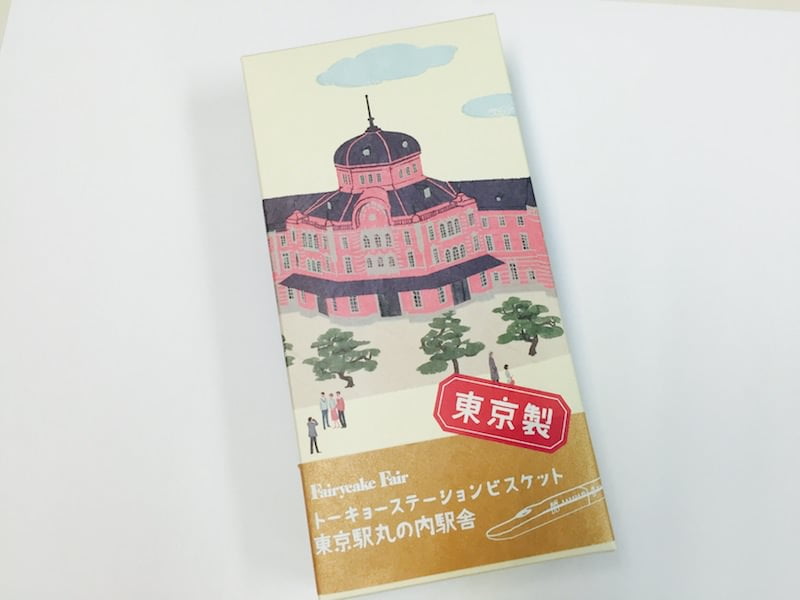 東京製
Fairycake Fair
トーキョーステーションビスケット
東京駅丸の内駅舎